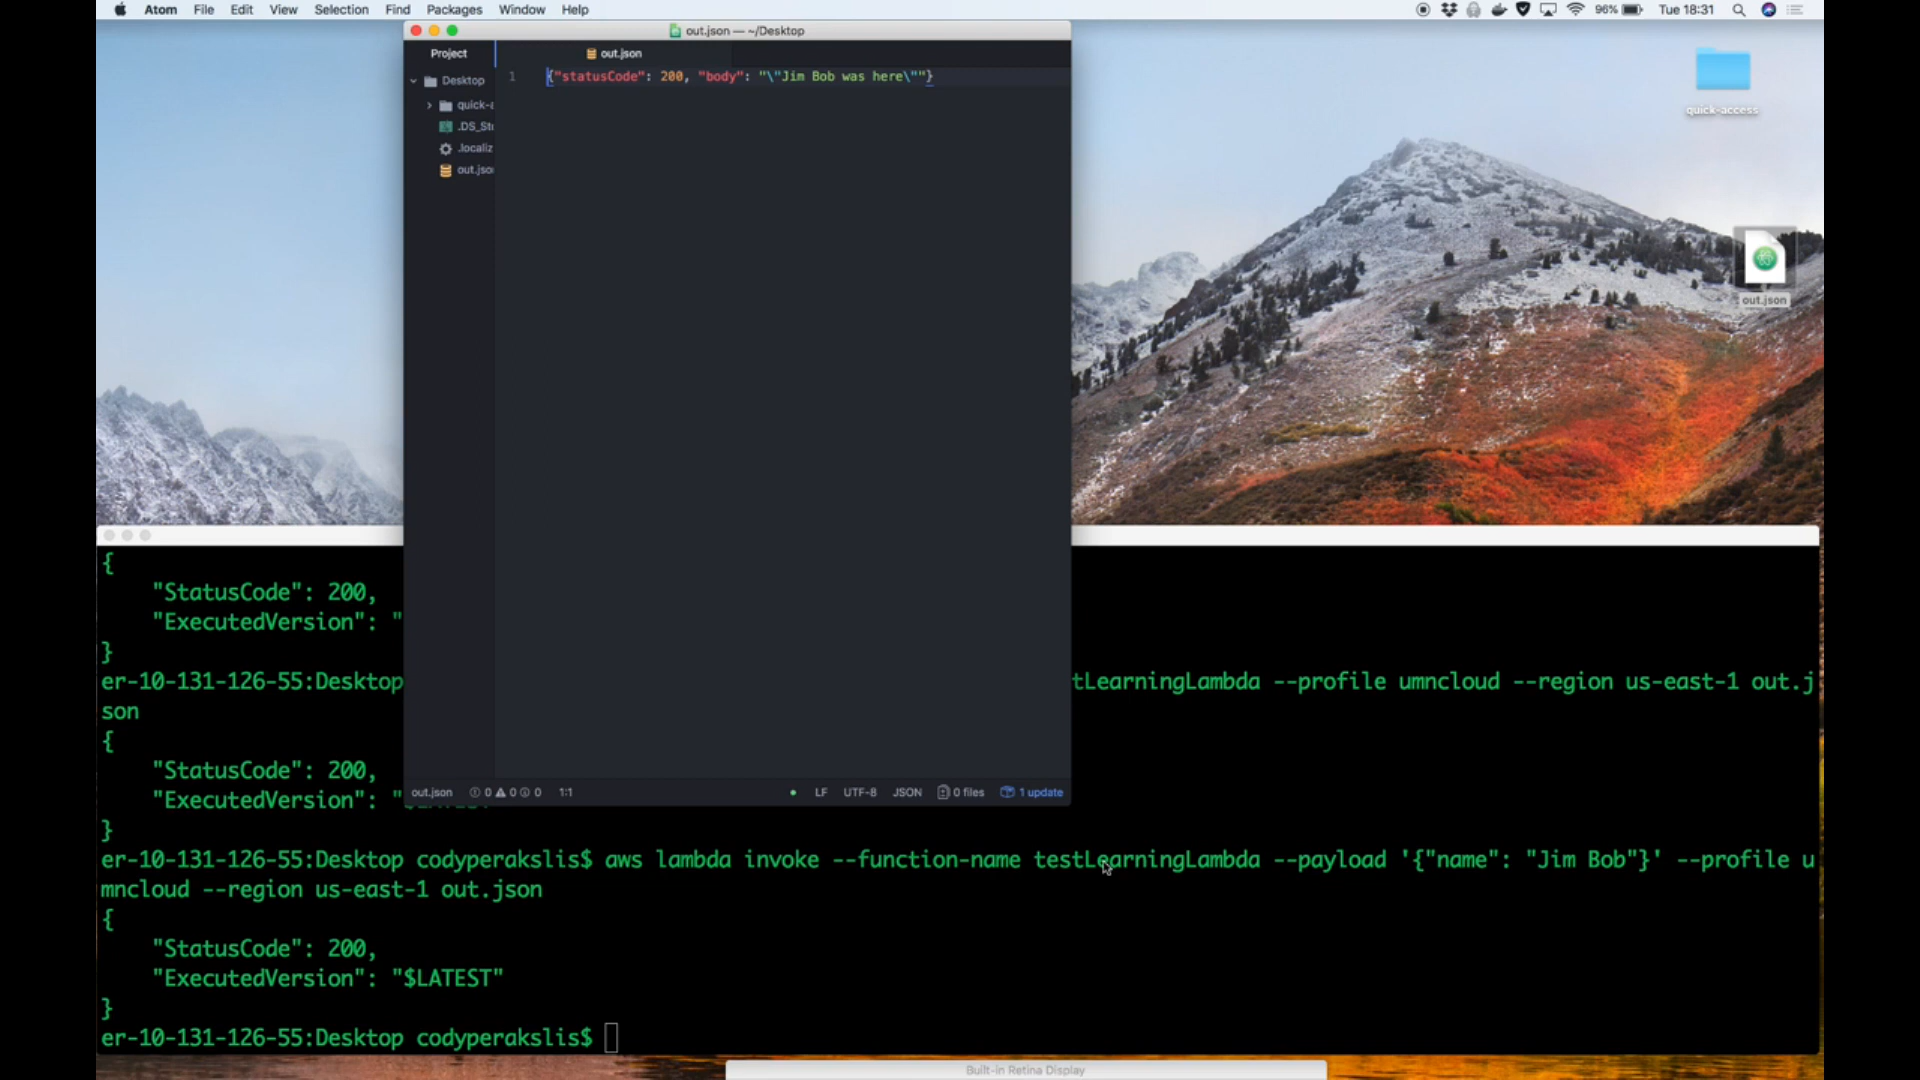 Atom File Edit View Selection Find Packages Window Help 96% Tue 18:31
out.json — ~/Desktop
Project out.json
Desktop
quick-a
.DS_Sto
.localiz
out.jso
1 {"statusCode": 200, "body": "\"Jim Bob was here\""}
out.json 0 0 0 1:1 LF UTF-8 JSON 0 files 1 update
quick-access
out.json
{
"StatusCode": 200,
"ExecutedVersion": "
}
er-10-131-126-55:Desktop tLearningLambda --profile umncloud --region us-east-1 out.j
son
{
"StatusCode": 200,
"ExecutedVersion": "
}
er-10-131-126-55:Desktop codyperakslis$ aws lambda invoke --function-name testLearningLambda --payload '{"name": "Jim Bob"}' --profile u
mncloud --region us-east-1 out.json
{
"StatusCode": 200,
"ExecutedVersion": "$LATEST"
}
er-10-131-126-55:Desktop codyperakslis$
Built-in Retina Display